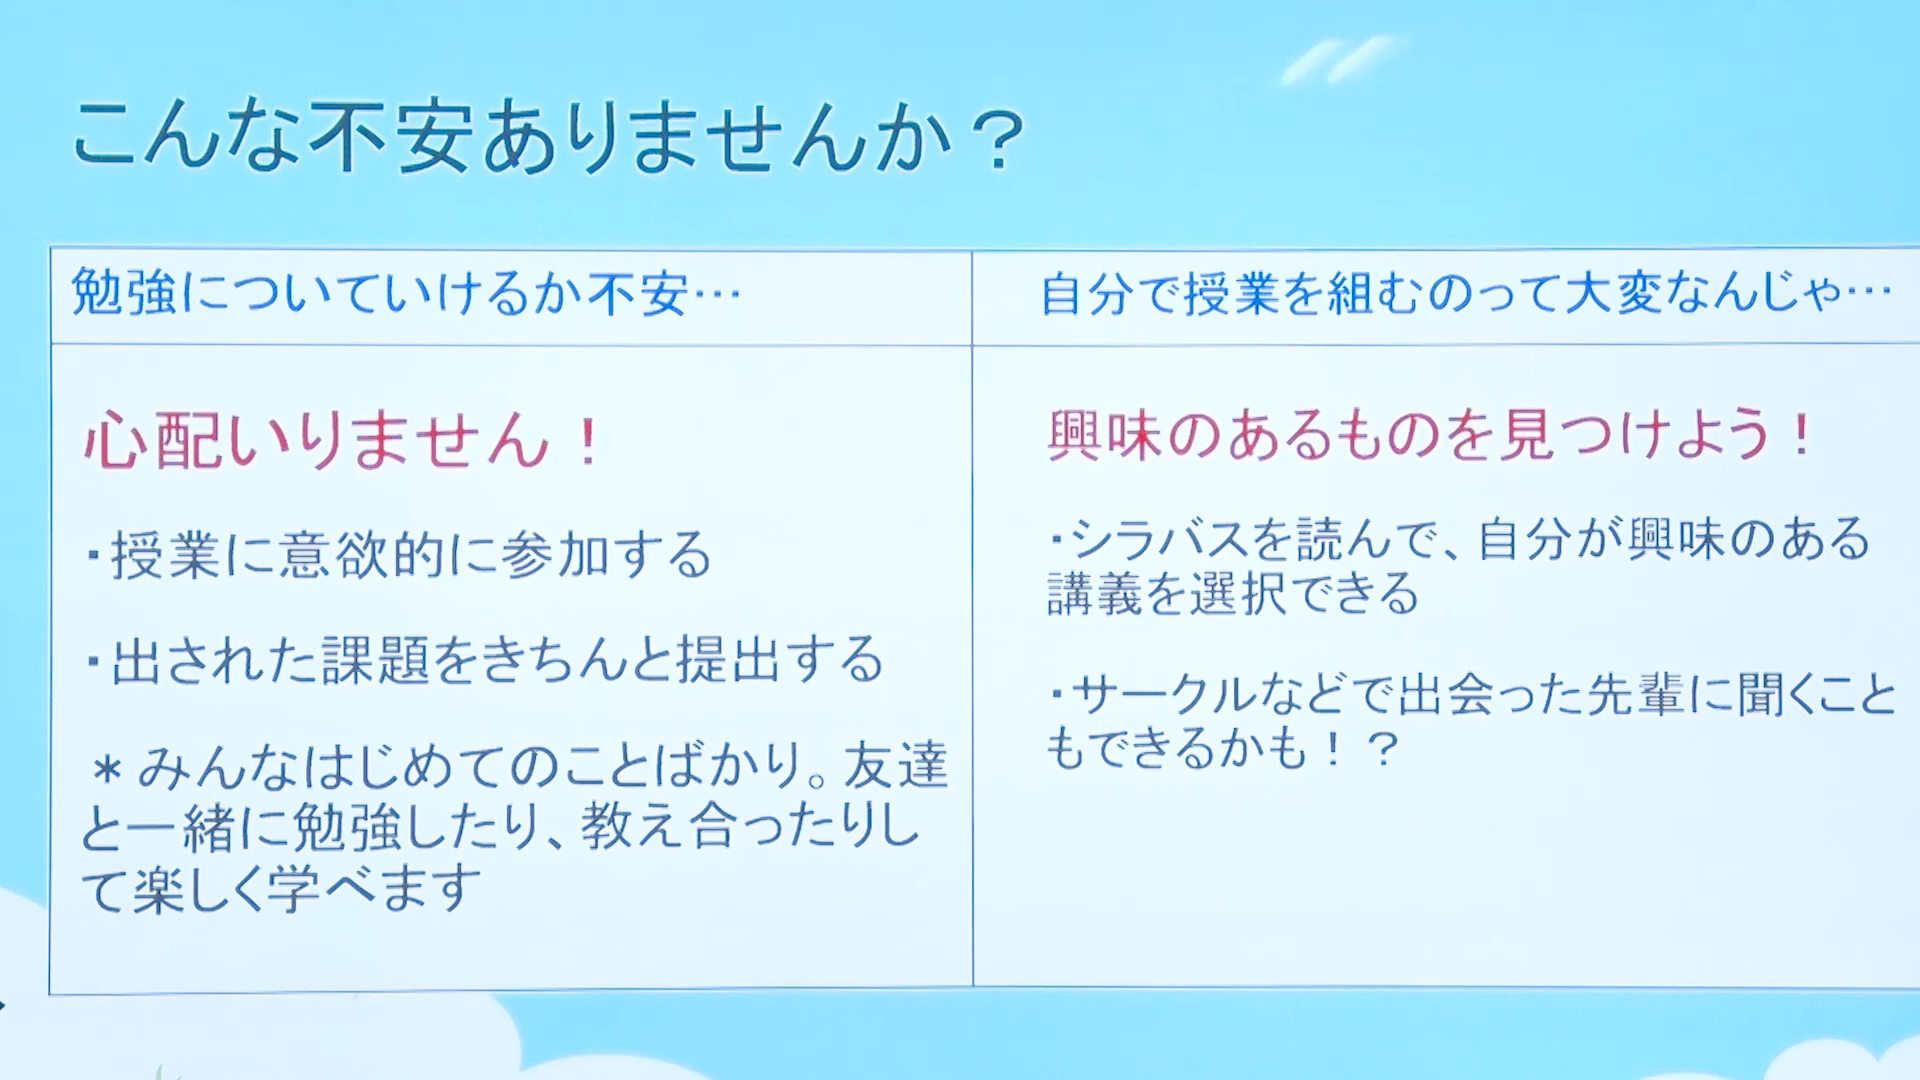 こんな不安ありませんか？
勉強についていけるか不安…
心配いりません！
・授業に意欲的に参加する
・出された課題をきちんと提出する
＊みんなはじめてのことばかり。友達
と一緒に勉強したり、教え合ったりし
て楽しく学べます
自分で授業を組むのって大変なんじゃ…
興味のあるものを見つけよう！
・シラバスを読んで、自分が興味のある
講義を選択できる
・サークルなどで出会った先輩に聞くこと
もできるかも！？